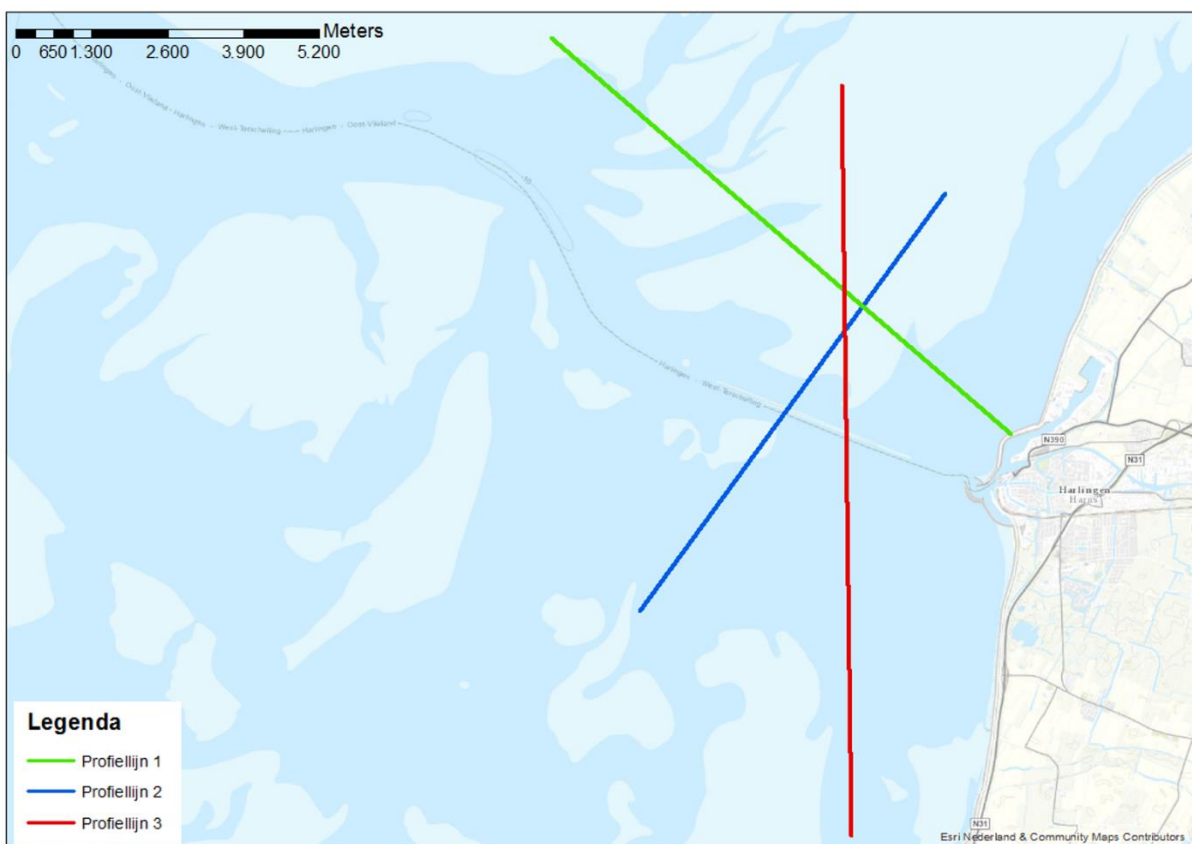 Meters
0 650 1.300 2.600 3.900 5.200
Harlingen - West-Terschelling
N390
N31
Harlingen
Harns
Legenda
Profiellijn 1
Profiellijn 2
Profiellijn 3
N31
Esri Nederland & Community Maps Contributors